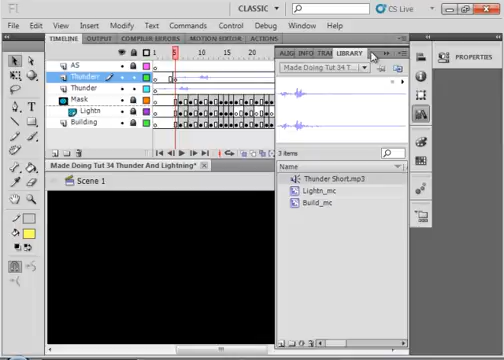 CLASSIC CS Live
File Edit View Insert Modify Text Commands Control Debug Window Help
TIMELINE OUTPUT COMPILER ERRORS MOTION EDITOR ACTIONS
1 5 10 15 20
AS
Thunder
Thunder
Mask
Lightn
Building
ALIG INFO TRAN LIBRARY
PROPERTIES
Made Doing Tut 34 T...
3 items
Name
Thunder Short.mp3
Lightn_mc
Build_mc
Made Doing Tut 34 Thunder And Lightning*
Scene 1